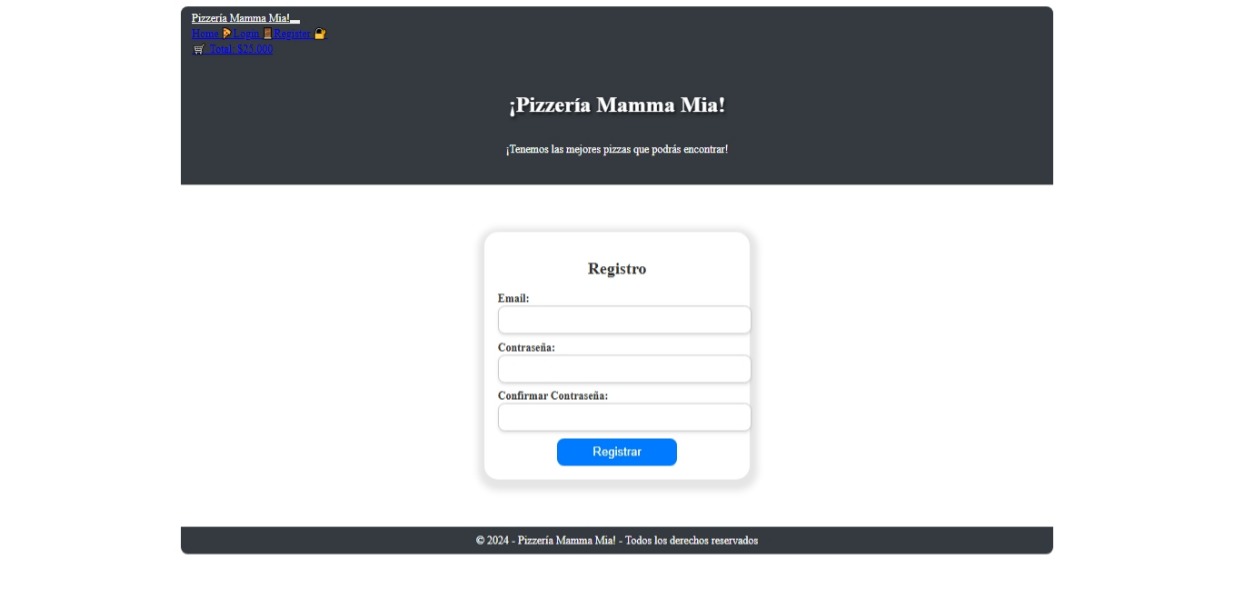 Pizzería Mamma Mia!
Home 🍕 Login 🚪 Register 🔐
🛒 Total: $25.000
¡Pizzería Mamma Mia!
¡Tenemos las mejores pizzas que podrás encontrar!
Registro
Email:
Contraseña:
Confirmar Contraseña:
Registrar
© 2024 - Pizzería Mamma Mia! - Todos los derechos reservados